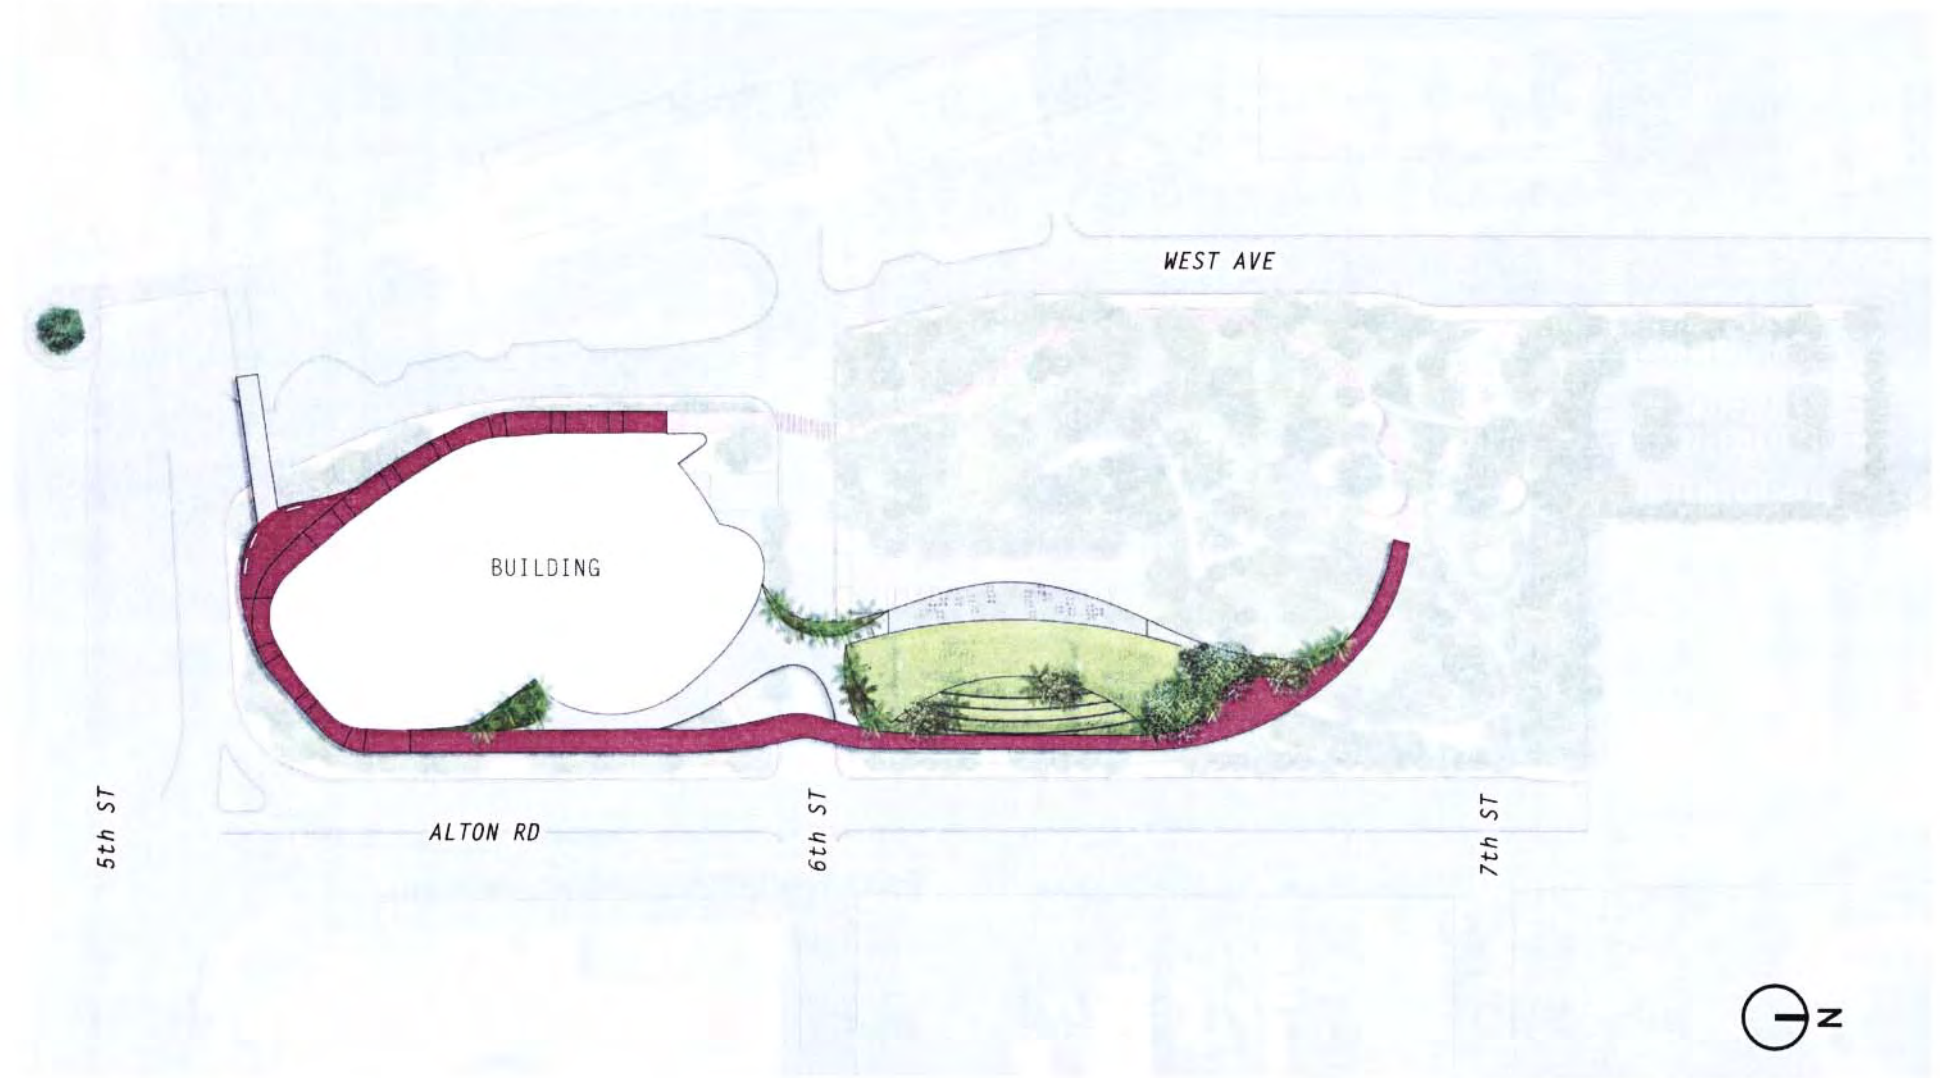 WEST AVE
BUILDING
5th ST
ALTON RD
6th ST
7th ST
N